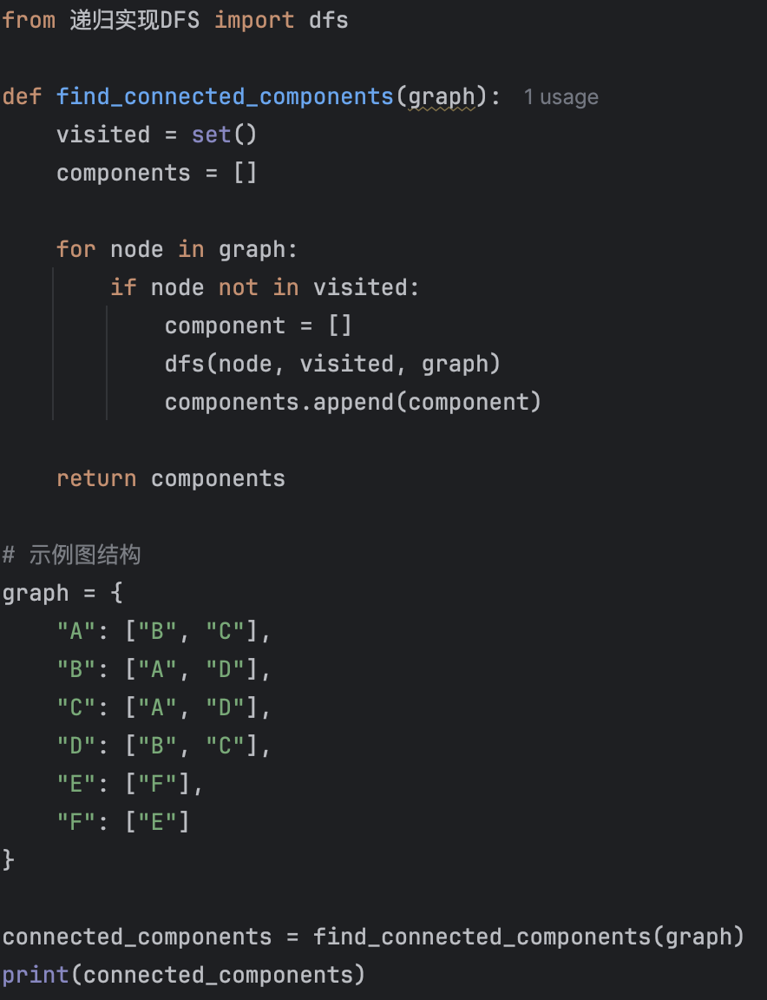 from 递归实现DFS import dfs
def find_connected_components(graph): 1 usage
    visited = set()
    components = []
    for node in graph:
        if node not in visited:
            component = []
            dfs(node, visited, graph)
            components.append(component)
    return components
# 示例图结构
graph = {
    "A": ["B", "C"],
    "B": ["A", "D"],
    "C": ["A", "D"],
    "D": ["B", "C"],
    "E": ["F"],
    "F": ["E"]
}
connected_components = find_connected_components(graph)
print(connected_components)